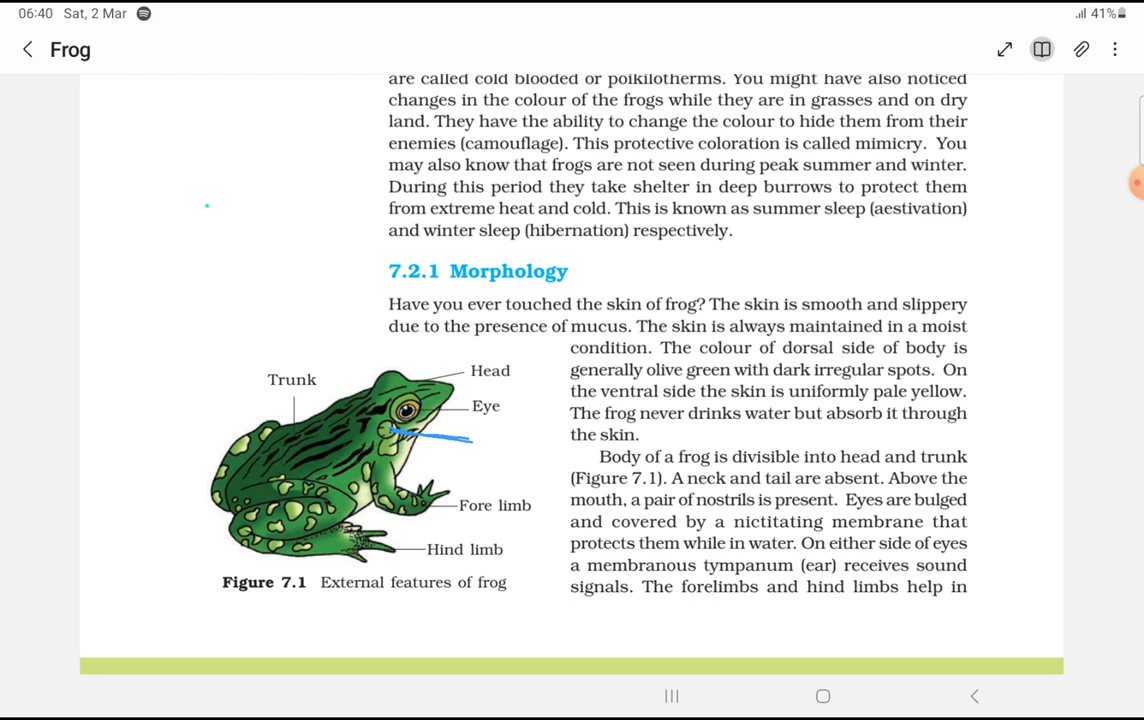 06:40 Sat, 2 Mar
41%
Frog
are called cold blooded or poikilotherms. You might have also noticed
changes in the colour of the frogs while they are in grasses and on dry
land. They have the ability to change the colour to hide them from their
enemies (camouflage). This protective coloration is called mimicry. You
may also know that frogs are not seen during peak summer and winter.
During this period they take shelter in deep burrows to protect them
from extreme heat and cold. This is known as summer sleep (aestivation)
and winter sleep (hibernation) respectively.
7.2.1 Morphology
Have you ever touched the skin of frog? The skin is smooth and slippery
due to the presence of mucus. The skin is always maintained in a moist
condition. The colour of dorsal side of body is
generally olive green with dark irregular spots. On
the ventral side the skin is uniformly pale yellow.
The frog never drinks water but absorb it through
the skin.
Body of a frog is divisible into head and trunk
(Figure 7.1). A neck and tail are absent. Above the
mouth, a pair of nostrils is present. Eyes are bulged
and covered by a nictitating membrane that
protects them while in water. On either side of eyes
a membranous tympanum (ear) receives sound
signals. The forelimbs and hind limbs help in
Trunk
Head
Eye
Fore limb
Hind limb
Figure 7.1 External features of frog